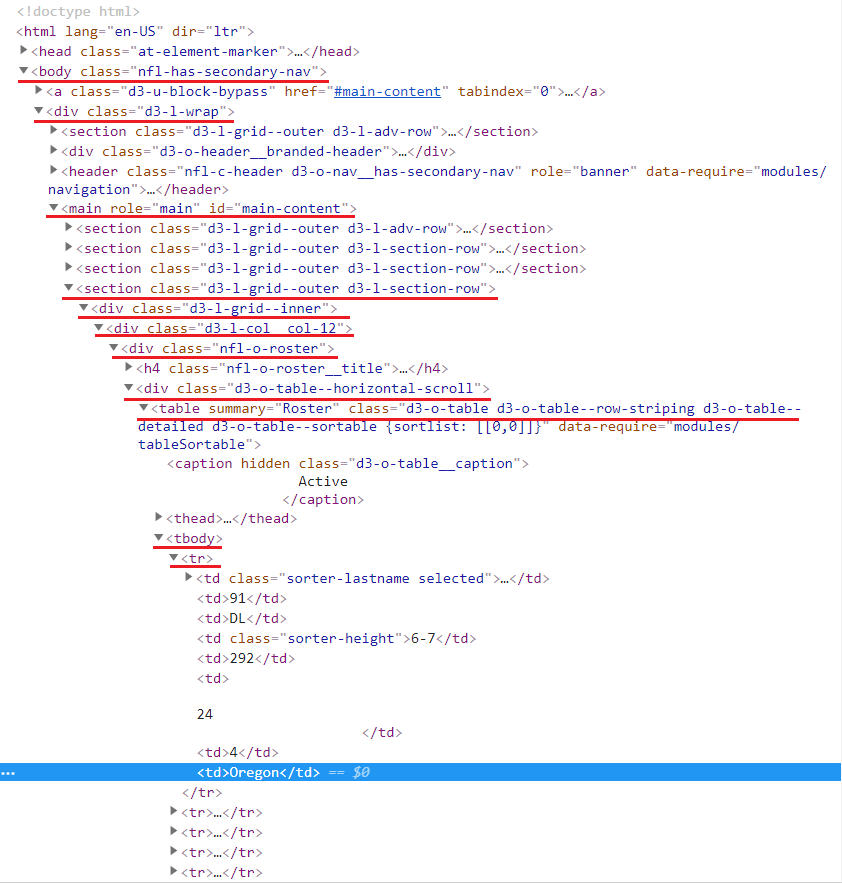 <!doctype html>
<html lang="en-US" dir="ltr">
▶<head class="at-element-marker">…</head>
▼<body class="nfl-has-secondary-nav">
▶<a class="d3-u-block-bypass" href="#main-content" tabindex="0">…</a>
▼<div class="d3-l-wrap">
▶<section class="d3-l-grid--outer d3-l-adv-row">…</section>
▶<div class="d3-o-header__branded-header">…</div>
▶<header class="nfl-c-header d3-o-nav__has-secondary-nav" role="banner" data-require="modules/
navigation">…</header>
▼<main role="main" id="main-content">
▶<section class="d3-l-grid--outer d3-l-adv-row">…</section>
▶<section class="d3-l-grid--outer d3-l-section-row">…</section>
▶<section class="d3-l-grid--outer d3-l-section-row">…</section>
▼<section class="d3-l-grid--outer d3-l-section-row">
▼<div class="d3-l-grid--inner">
▼<div class="d3-l-col__col-12">
▼<div class="nfl-o-roster">
▶<h4 class="nfl-o-roster__title">…</h4>
▼<div class="d3-o-table--horizontal-scroll">
▼<table summary="Roster" class="d3-o-table d3-o-table--row-striping d3-o-table--
detailed d3-o-table--sortable {sortlist: [[0,0]]}" data-require="modules/
tableSortable">
<caption hidden class="d3-o-table__caption">
Active
</caption>
▶<thead>…</thead>
▼<tbody>
▼<tr>
▶<td class="sorter-lastname selected">…</td>
<td>91</td>
<td>DL</td>
<td class="sorter-height">6-7</td>
<td>292</td>
<td>
24
</td>
<td>4</td>
… <td>Oregon</td> == $0
</tr>
▶<tr>…</tr>
▶<tr>…</tr>
▶<tr>…</tr>
▶<tr>…</tr>